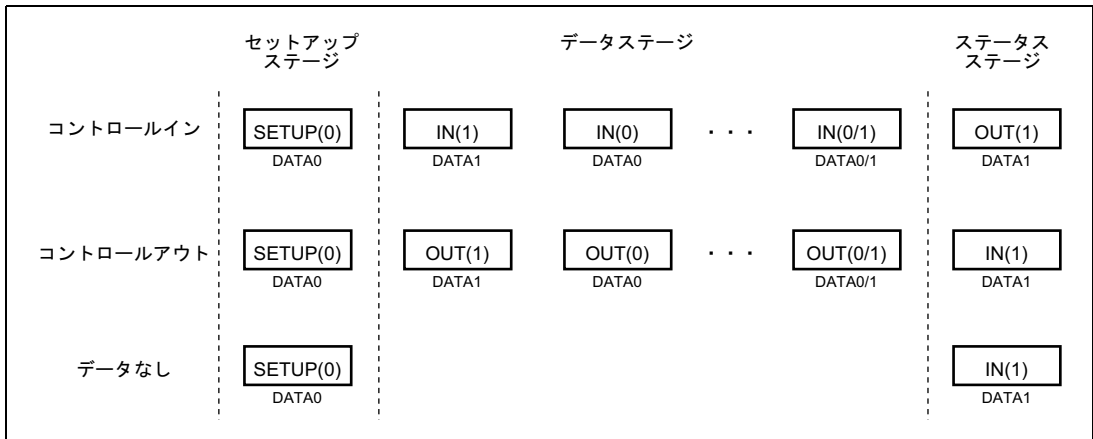 セットアップ
ステージ
データステージ
ステータス
ステージ
コントロールイン
SETUP(0)
IN(1)
IN(0)
・・・
IN(0/1)
OUT(1)
DATA0
DATA1
DATA0
DATA0/1
DATA1
コントロールアウト
SETUP(0)
OUT(1)
OUT(0)
・・・
OUT(0/1)
IN(1)
DATA0
DATA1
DATA0
DATA0/1
DATA1
データなし
SETUP(0)
IN(1)
DATA0
DATA1